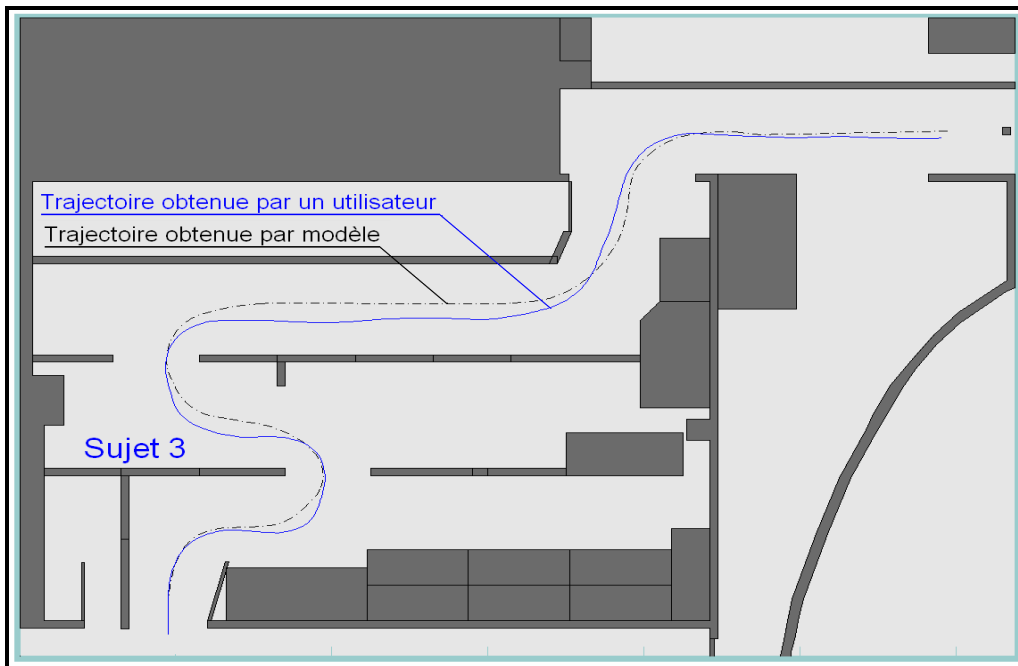 Trajectoire obtenue par un utilisateur
Trajectoire obtenue par modèle
Sujet 3